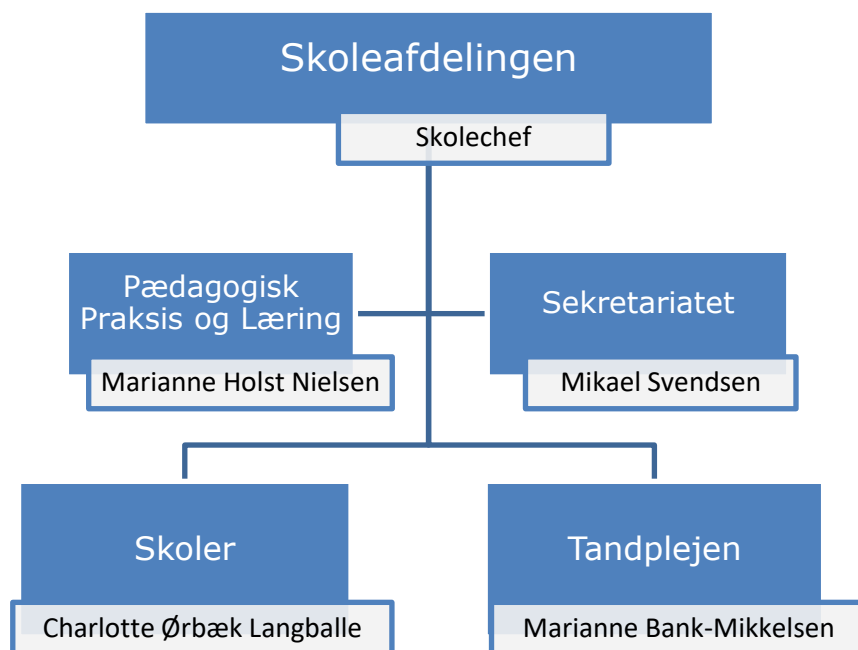 Skoleafdelingen
Skolechef
Pædagogisk
Praksis og Læring
Marianne Holst Nielsen
Sekretariatet
Mikael Svendsen
Skoler
Charlotte Ørbæk Langballe
Tandplejen
Marianne Bank-Mikkelsen